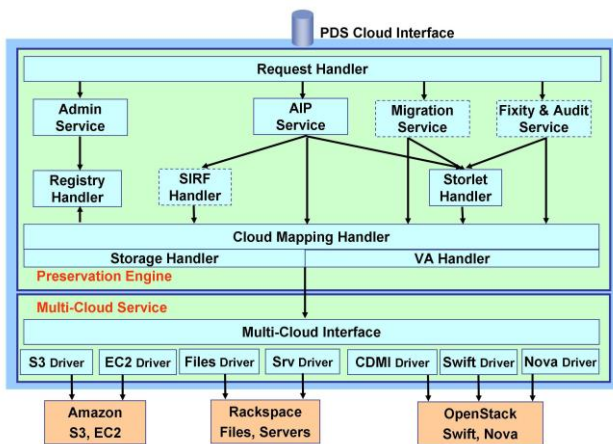 PDS Cloud Interface
Request Handler
Admin
Service
AIP
Service
Migration
Service
Fixity & Audit
Service
Registry
Handler
SIRF
Handler
Storlet
Handler
Cloud Mapping Handler
Storage Handler
VA Handler
Preservation Engine
Multi-Cloud Service
Multi-Cloud Interface
S3 Driver
EC2 Driver
Files Driver
Srv Driver
CDMI Driver
Swift Driver
Nova Driver
Amazon
S3, EC2
Rackspace
Files, Servers
OpenStack
Swift, Nova